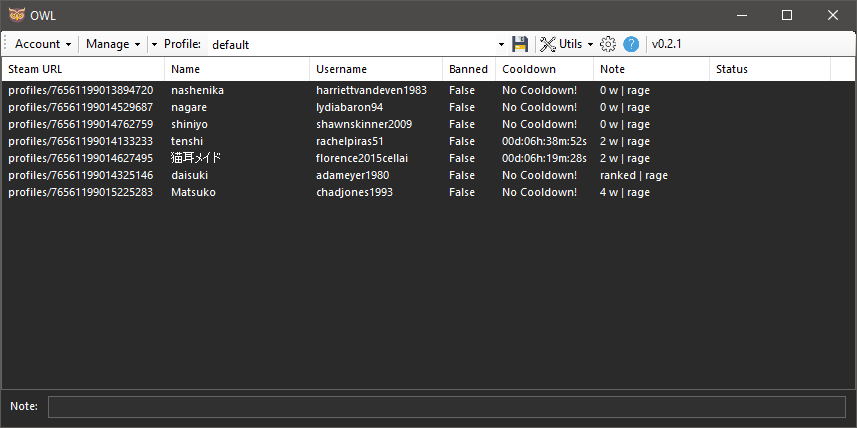 OWL
Account Manage Profile: default Utils v0.2.1
Steam URL Name Username Banned Cooldown Note Status
profiles/76561199013894720 nashenika harriettvandeven1983 False No Cooldown! 0 w | rage
profiles/76561199014529687 nagare lydiabaron94 False No Cooldown! 0 w | rage
profiles/76561199014762759 shiniyo shawnskinner2009 False No Cooldown! 0 w | rage
profiles/76561199014133233 tenshi rachelpiras51 False 00d:06h:38m:52s 2 w | rage
profiles/76561199014627495 猫耳メイド florence2015cellai False 00d:06h:19m:28s 2 w | rage
profiles/76561199014325146 daisuki adameyer1980 False No Cooldown! ranked | rage
profiles/76561199015225283 Matsuko chadjones1993 False No Cooldown! 4 w | rage
Note: